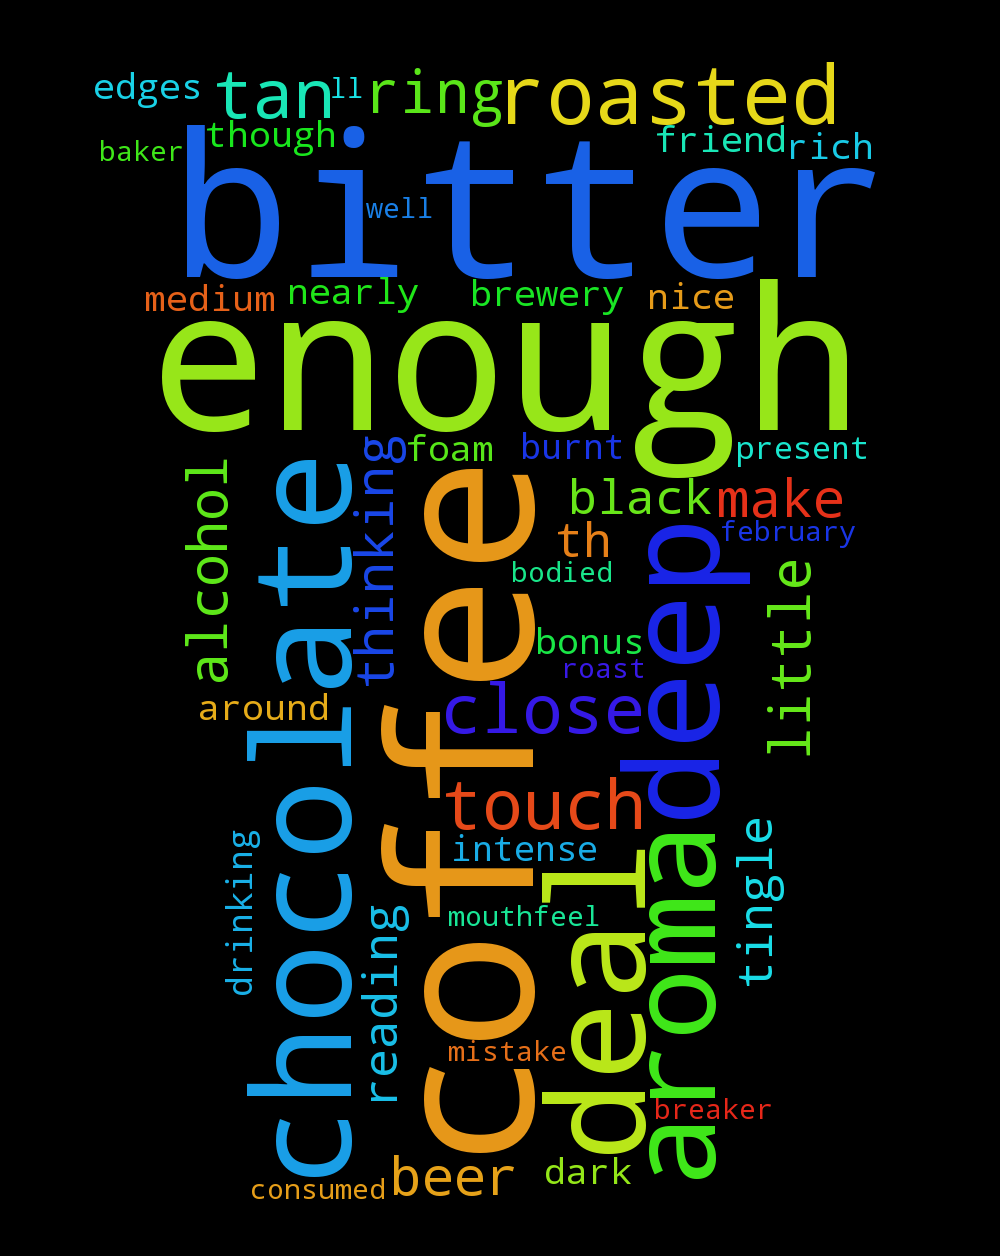 edges
tan
ll
ring
roasted
baker
though
friend
rich
bitter
well
medium
nearly
brewery
nice
enough
foam
burnt
present
alcohol
thinking
black
make
th
february
bodied
little
bonus
roast
around
close
chocolate
coffee
deep
touch
intense
drinking
tingle
mouthfeel
reading
deal
aroma
mistake
breaker
beer
dark
consumed